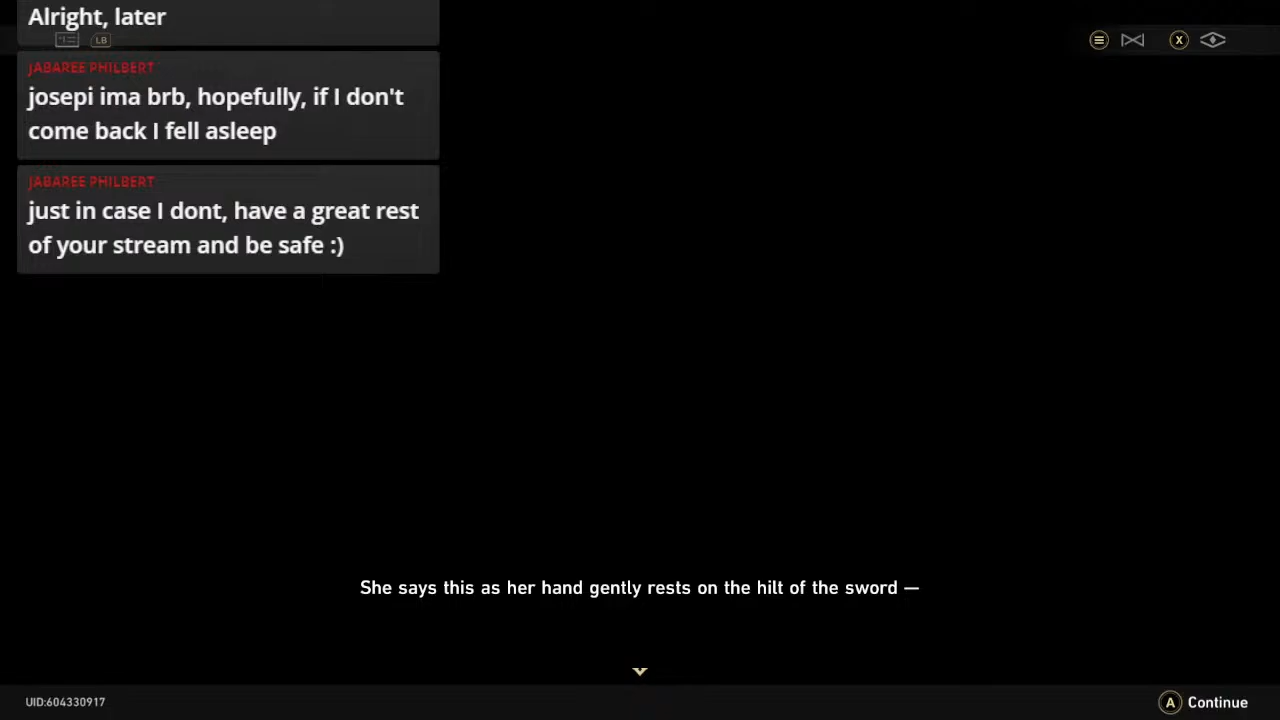 Alright, later
LB
X
JABAREE PHILBERT
josepi ima brb, hopefully, if I don't
come back I fell asleep
JABAREE PHILBERT
just in case I dont, have a great rest
of your stream and be safe :)
She says this as her hand gently rests on the hilt of the sword —
UID:604330917
A Continue